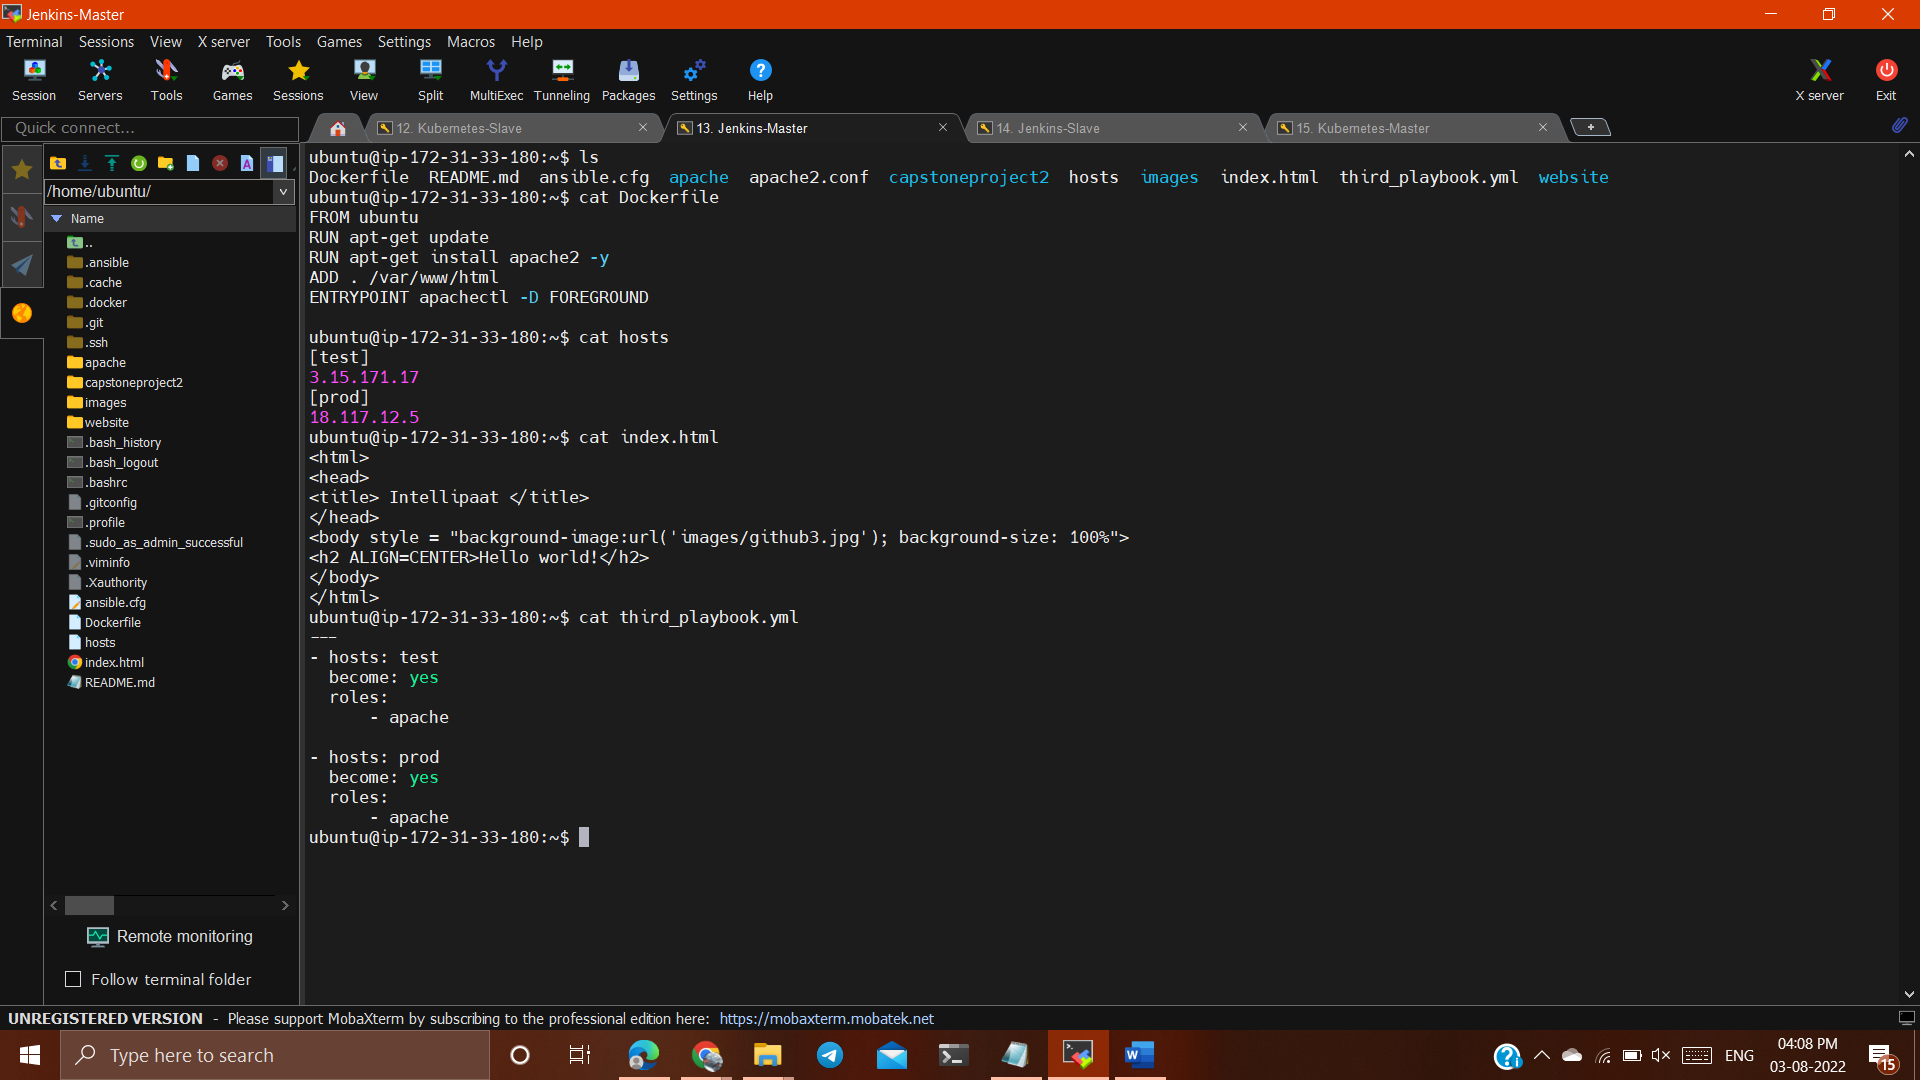 Jenkins-Master
Terminal Sessions View X server Tools Games Settings Macros Help
Session Servers Tools Games Sessions View Split MultiExec Tunneling Packages Settings Help X server Exit
Quick connect...
12. Kubernetes-Slave
13. Jenkins-Master
14. Jenkins-Slave
15. Kubernetes-Master
/home/ubuntu/
Name
..
.ansible
.cache
.docker
.git
.ssh
apache
capstoneproject2
images
website
.bash_history
.bash_logout
.bashrc
.gitconfig
.profile
.sudo_as_admin_successful
.viminfo
.Xauthority
ansible.cfg
Dockerfile
hosts
index.html
README.md
Remote monitoring
Follow terminal folder
ubuntu@ip-172-31-33-180:~$ ls
Dockerfile README.md ansible.cfg apache apache2.conf capstoneproject2 hosts images index.html third_playbook.yml website
ubuntu@ip-172-31-33-180:~$ cat Dockerfile
FROM ubuntu
RUN apt-get update
RUN apt-get install apache2 -y
ADD . /var/www/html
ENTRYPOINT apachectl -D FOREGROUND
ubuntu@ip-172-31-33-180:~$ cat hosts
[test]
3.15.171.17
[prod]
18.117.12.5
ubuntu@ip-172-31-33-180:~$ cat index.html
<html>
<head>
<title> Intellipaat </title>
</head>
<body style = "background-image:url('images/github3.jpg'); background-size: 100%">
<h2 ALIGN=CENTER>Hello world!</h2>
</body>
</html>
ubuntu@ip-172-31-33-180:~$ cat third_playbook.yml
---
- hosts: test
  become: yes
  roles:
      - apache
- hosts: prod
  become: yes
  roles:
      - apache
ubuntu@ip-172-31-33-180:~$
UNREGISTERED VERSION - Please support MobaXterm by subscribing to the professional edition here: https://mobaxterm.mobatek.net
Type here to search
ENG
04:08 PM
03-08-2022
15